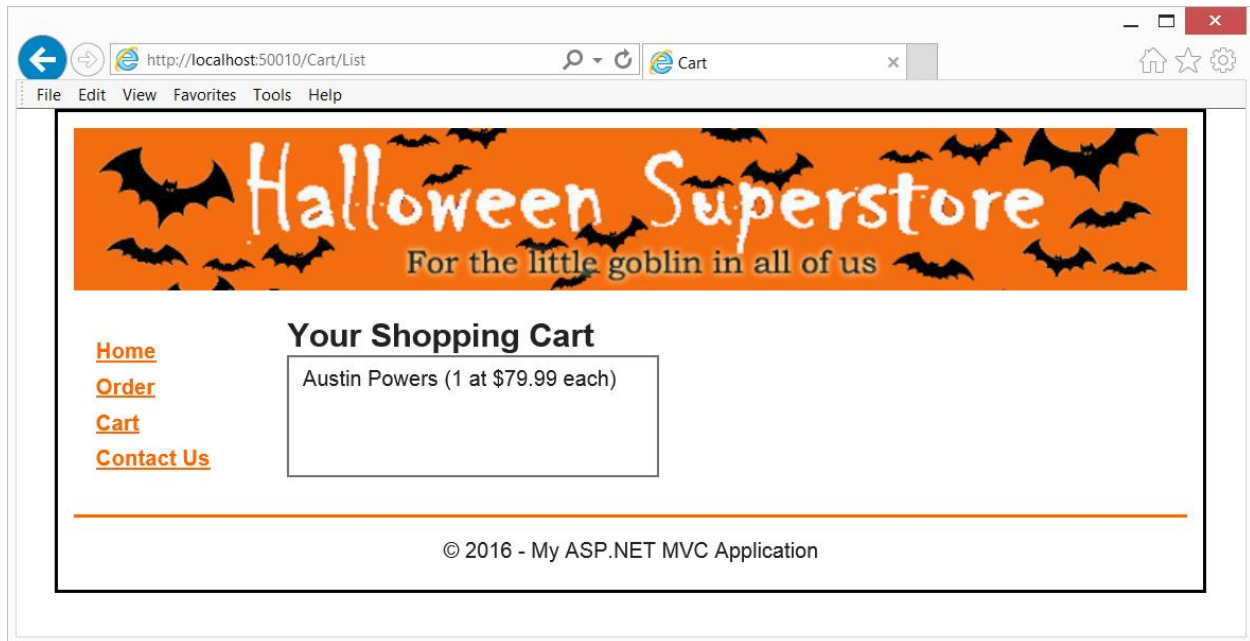 http://localhost:50010/Cart/List
Cart
File Edit View Favorites Tools Help
Halloween Superstore
For the little goblin in all of us
Home
Order
Cart
Contact Us
Your Shopping Cart
Austin Powers (1 at $79.99 each)
© 2016 - My ASP.NET MVC Application